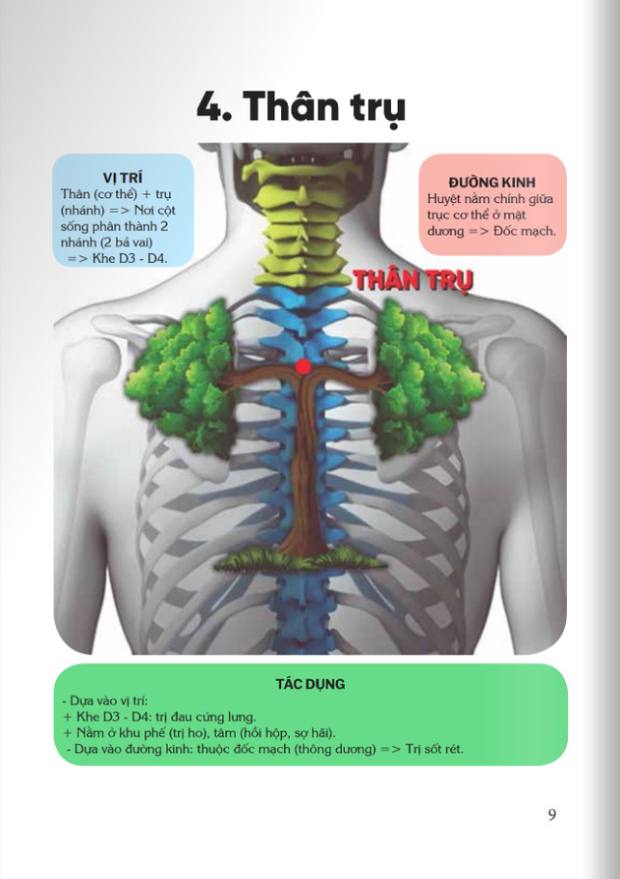 4. Thân trụ
VỊ TRÍ
Thân (cơ thể) + trụ
(nhánh) => Nơi cột
sống phân thành 2
nhánh (2 bả vai)
=> Khe D3 - D4.
ĐƯỜNG KINH
Huyệt nằm chính giữa
trục cơ thể ở mặt
dương => Đốc mạch.
THÂN TRỤ
TÁC DỤNG
- Dựa vào vị trí:
+ Khe D3 - D4: trị đau cứng lưng.
+ Nằm ở khu phế (trị ho), tâm (hồi hộp, sợ hãi).
- Dựa vào đường kinh: thuộc đốc mạch (thông dương) => Trị sốt rét.
9